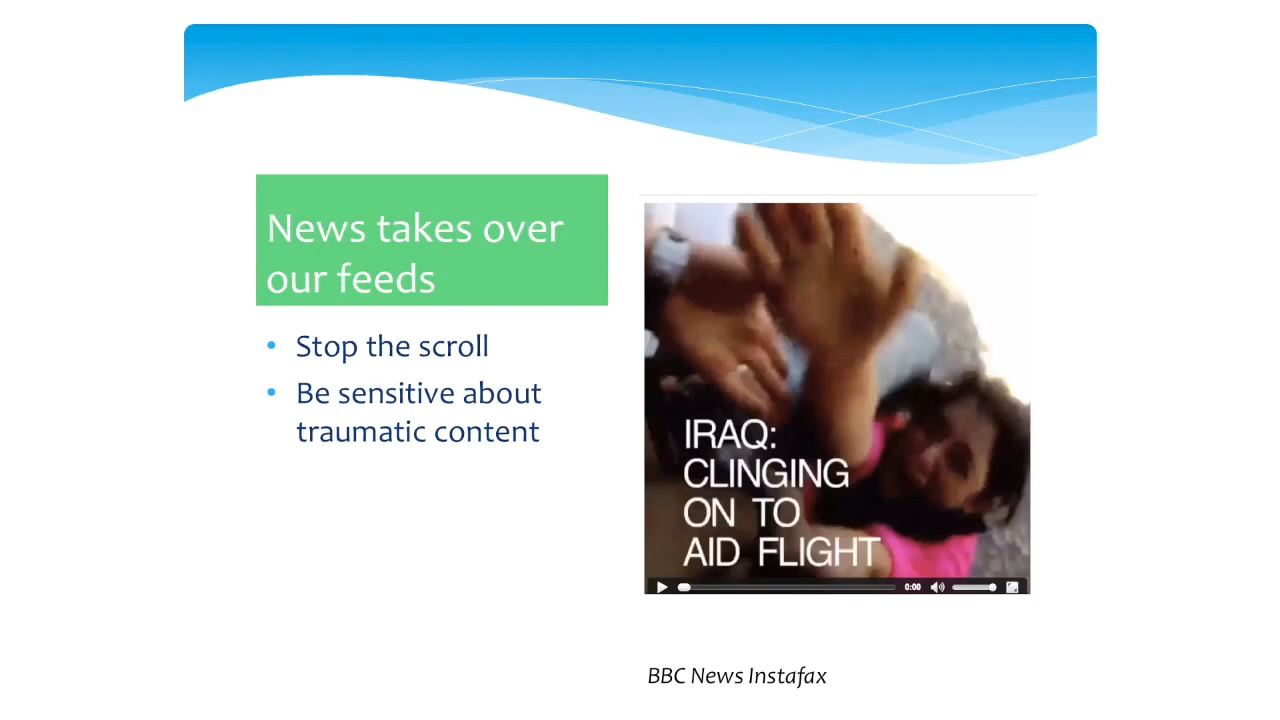 News takes over
our feeds
• Stop the scroll
• Be sensitive about
traumatic content
IRAQ:
CLINGING
ON TO
AID FLIGHT
0:00
BBC News Instafax